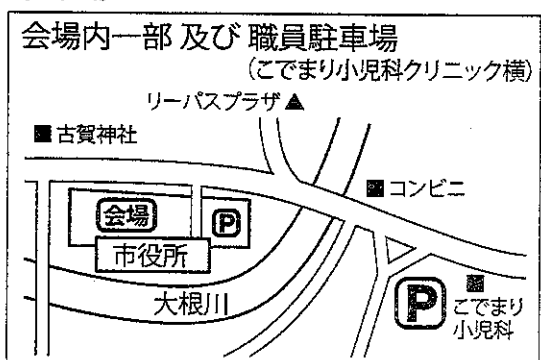 会場内一部 及び 職員駐車場
（こでまり小児科クリニック横）
リーパスプラザ▲
■古賀神社
■コンビニ
会場
P
市役所
大根川
P
こでまり
小児科